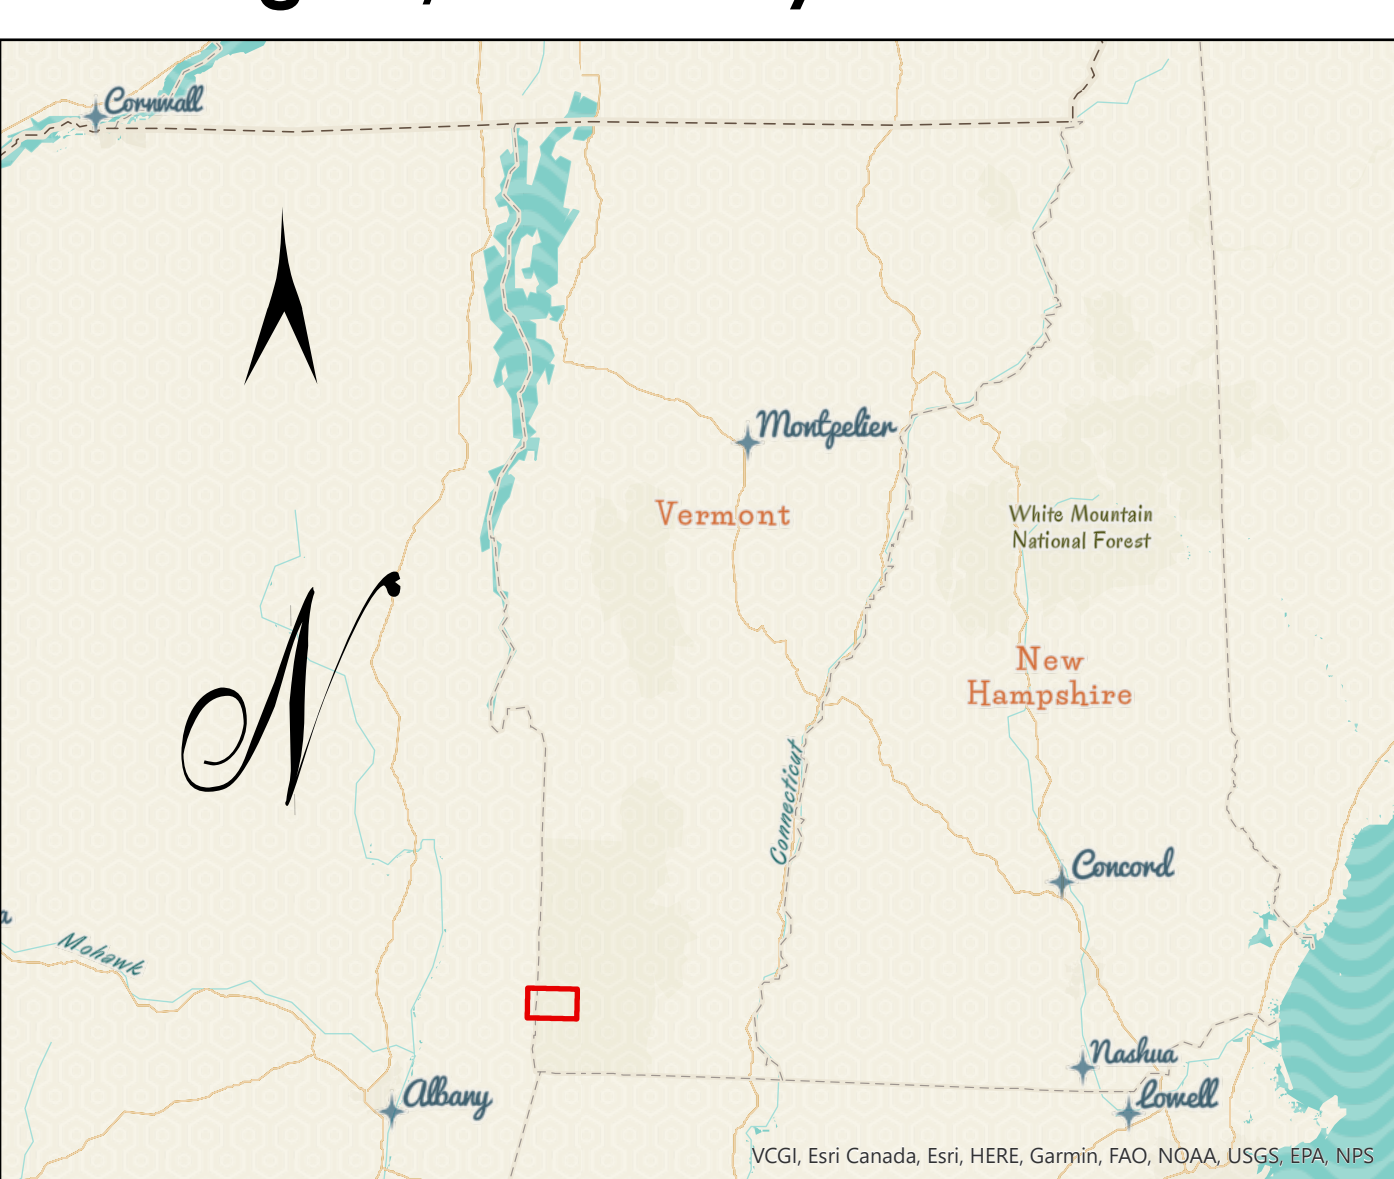 Cornwall
Montpelier
Vermont
White Mountain
National Forest
N
New
Hampshire
Connecticut
Concord
Mohawk
Nashua
Albany
Lowell
VCGI, Esri Canada, Esri, HERE, Garmin, FAO, NOAA, USGS, EPA, NPS